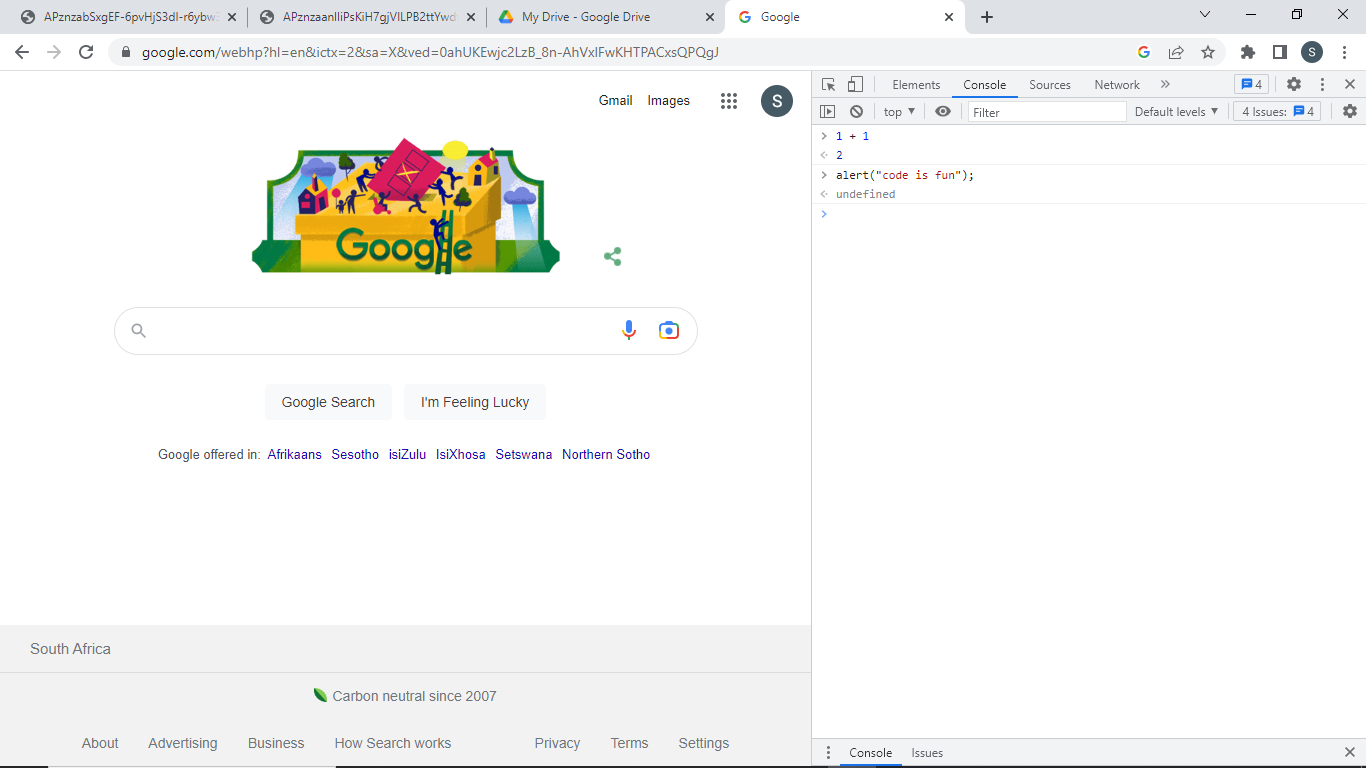 APznzabSxgEF-6pvHjS3dI-r6ybw
APznzaanlliPsKiH7gjVlLPB2ttYwd
My Drive - Google Drive
Google
google.com/webhp?hl=en&ictx=2&sa=X&ved=0ahUKEwjc2LzB_8n-AhVxIFwKHTPACxsQPQgJ
S
Gmail Images
S
Google
Google Search
I'm Feeling Lucky
Google offered in: Afrikaans Sesotho isiZulu IsiXhosa Setswana Northern Sotho
South Africa
Carbon neutral since 2007
About Advertising Business How Search works Privacy Terms Settings
Elements Console Sources Network 4
top Filter Default levels 4 Issues: 4
1 + 1
2
alert("code is fun");
undefined
Console Issues